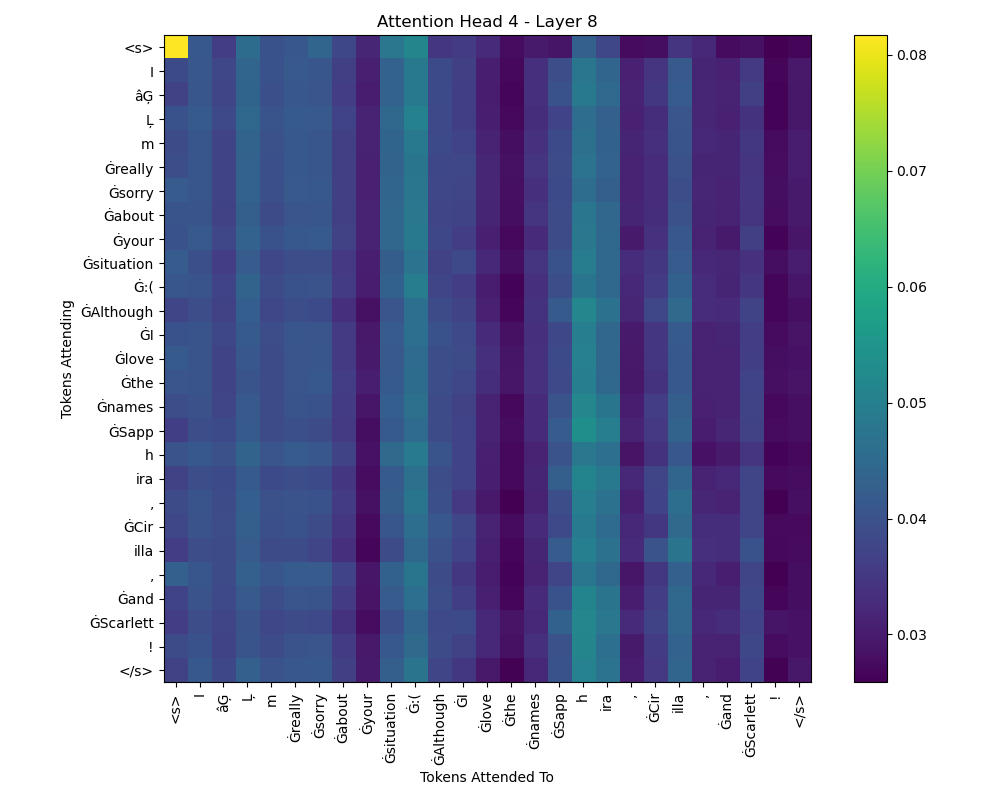 Attention Head 4 - Layer 8
Tokens Attending
<s>
I
âĢ
Ļ
m
Ġreally
Ġsorry
Ġabout
Ġyour
Ġsituation
Ġ:(
ĠAlthough
ĠI
Ġlove
Ġthe
Ġnames
ĠSapp
h
ira
,
ĠCir
illa
,
Ġand
ĠScarlett
!
</s>
<s>
I
âĢ
Ļ
m
Ġreally
Ġsorry
Ġabout
Ġyour
Ġsituation
Ġ:(
ĠAlthough
ĠI
Ġlove
Ġthe
Ġnames
ĠSapp
h
ira
,
ĠCir
illa
,
Ġand
ĠScarlett
!
</s>
Tokens Attended To
0.08
0.07
0.06
0.05
0.04
0.03